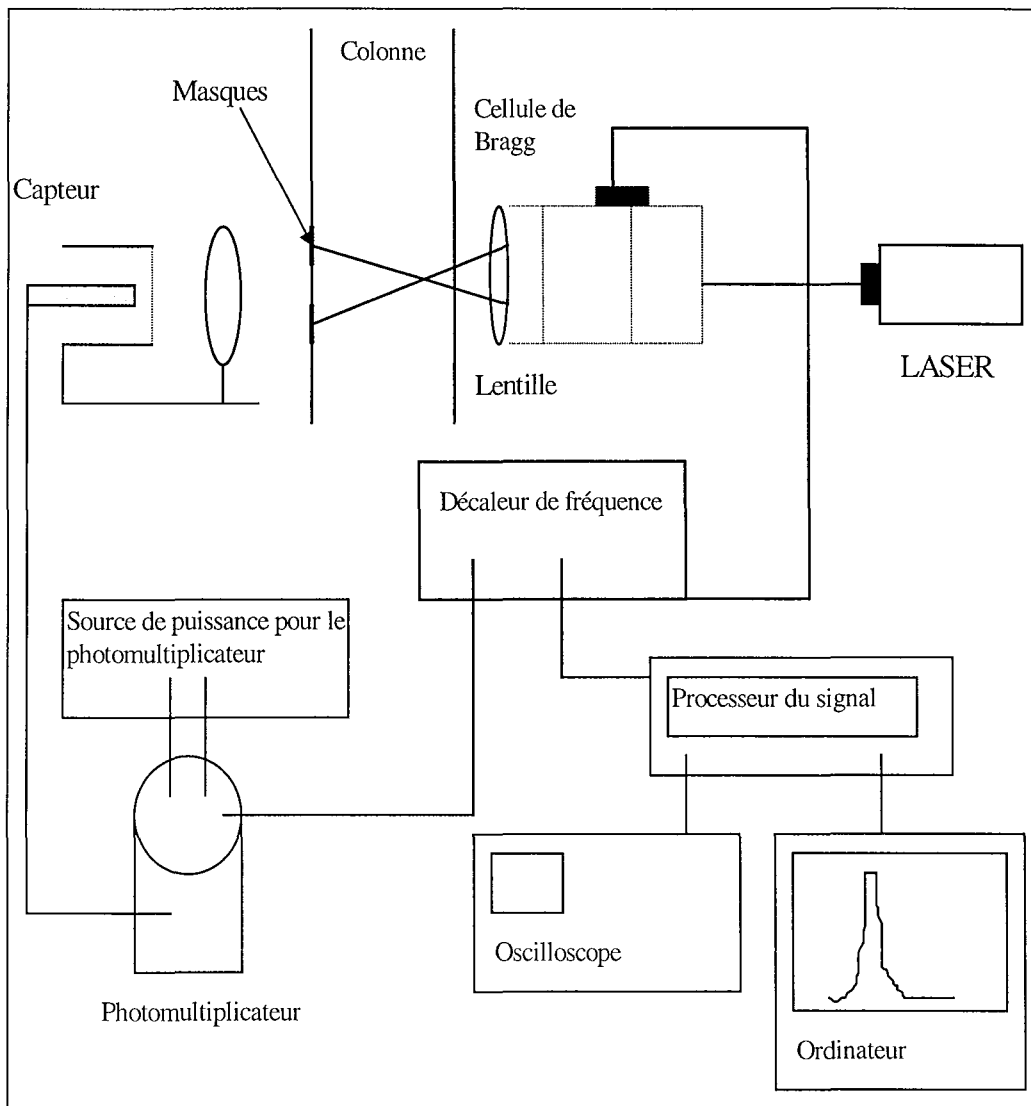 Colonne
Masques
Cellule de
Bragg
Capteur
LASER
Lentille
Décaleur de fréquence
Source de puissance pour le
photomultiplicateur
Processeur du signal
Oscilloscope
Photomultiplicateur
Ordinateur